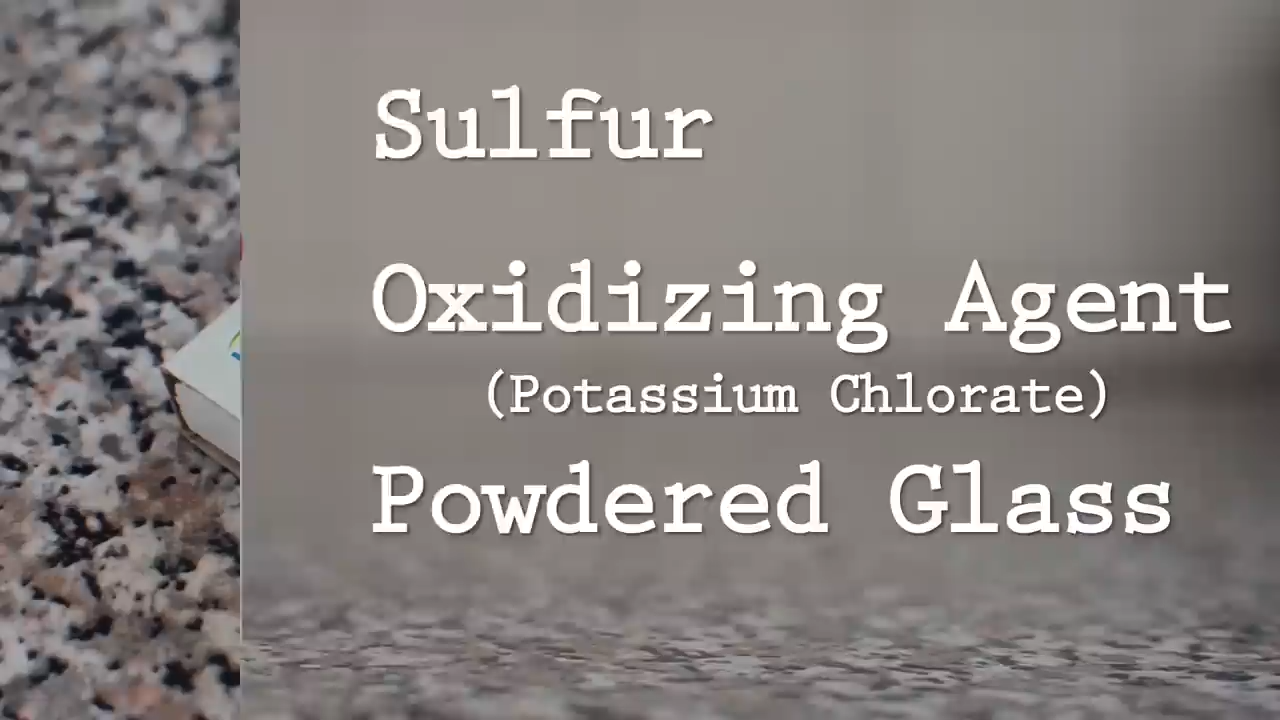 Sulfur
Oxidizing Agent
(Potassium Chlorate)
Powdered Glass